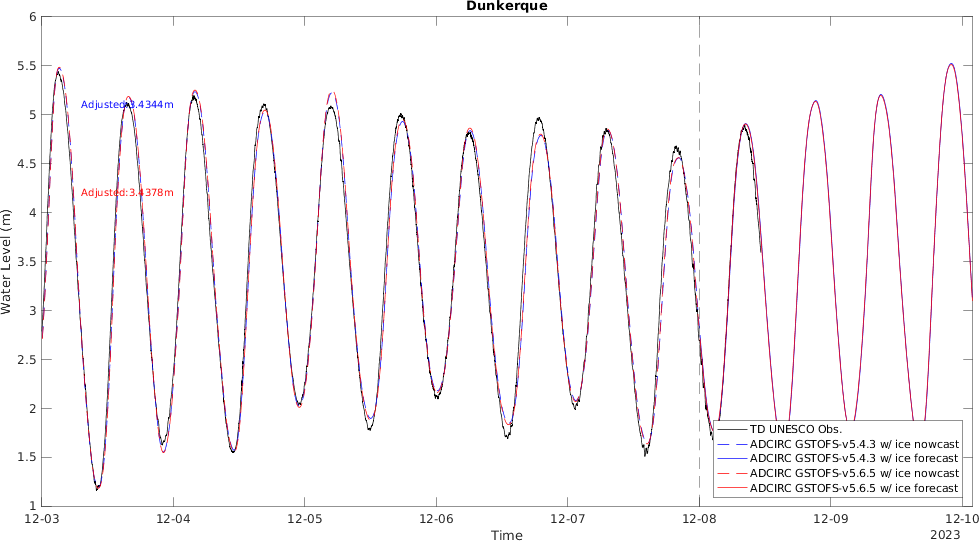 Dunkerque
6
5.5
5
4.5
4
3.5
3
2.5
2
1.5
1
Water Level (m)
Adjusted:3.4344m
Adjusted:3.4378m
TD UNESCO Obs.
ADCIRC GSTOFS-v5.4.3 w/ ice nowcast
ADCIRC GSTOFS-v5.4.3 w/ ice forecast
ADCIRC GSTOFS-v5.6.5 w/ ice nowcast
ADCIRC GSTOFS-v5.6.5 w/ ice forecast
12-03 12-04 12-05 12-06 12-07 12-08 12-09 12-10
Time
2023